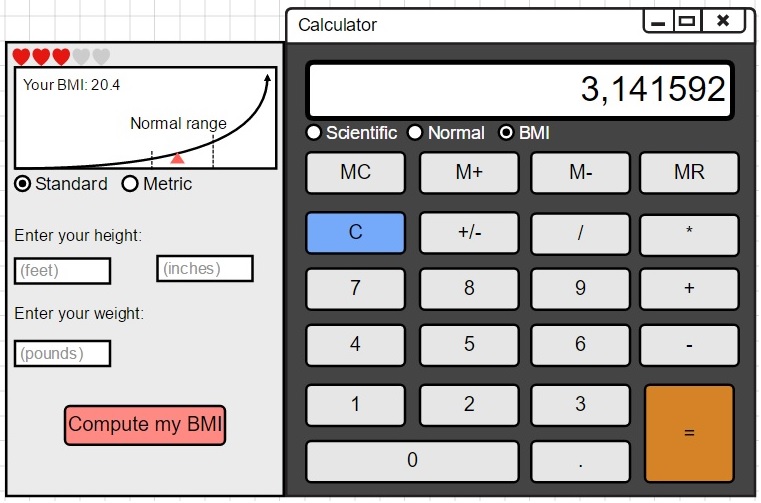 Calculator
Your BMI: 20.4
Normal range
Standard Metric
Enter your height:
(feet) (inches)
Enter your weight:
(pounds)
Compute my BMI
3,141592
Scientific Normal BMI
MC M+ M- MR
C +/- / *
7 8 9 +
4 5 6 -
1 2 3
=
0 .